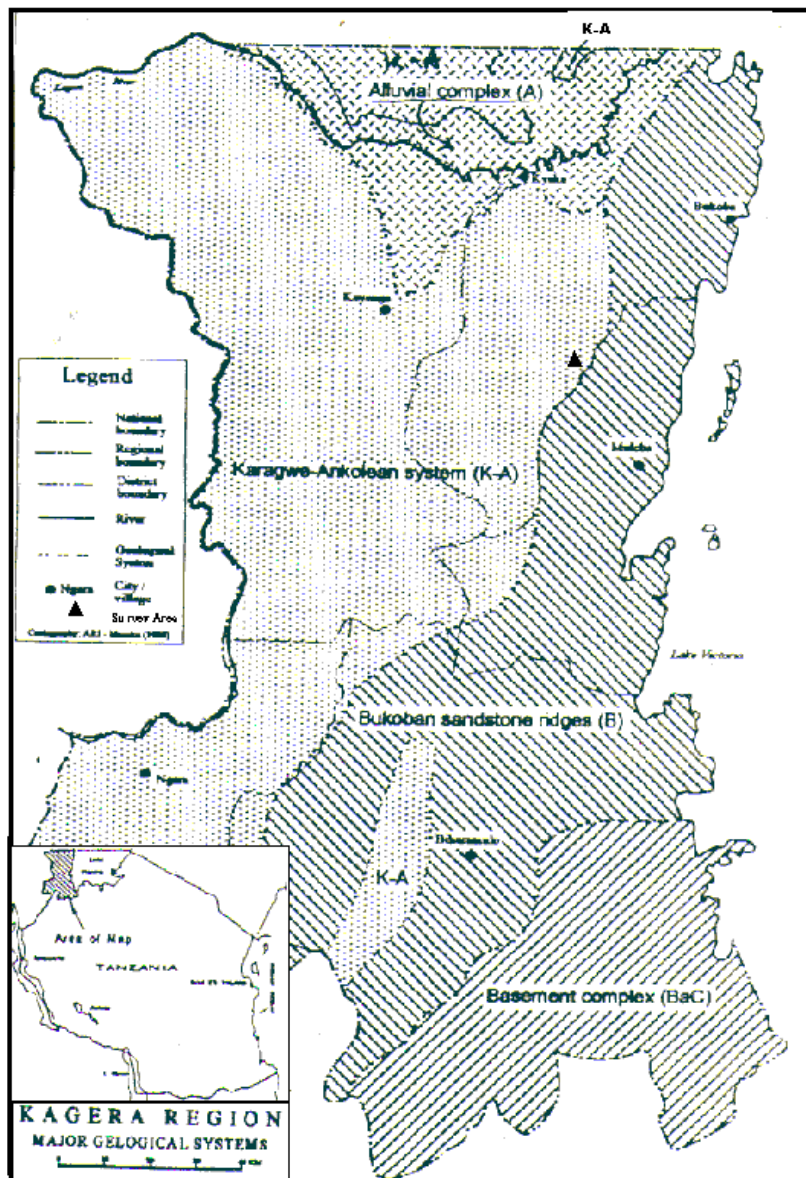 K-A
K-A
Alluvial complex (A)
Kyaka
Bukoba
Kayanga
Legend
National
boundary
Regional
boundary
District
boundary
River
Geological
System
Ngara
City /
village
Survey Area
Muleba
Karagwe-Ankolean system (K-A)
Lake Victoria
Bukoban sandstone ridges (B)
Ngara
Biharamulo
K-A
Area of Map
TANZANIA
Basement complex (BaC)
KAGERA REGION
MAJOR GELOGICAL SYSTEMS